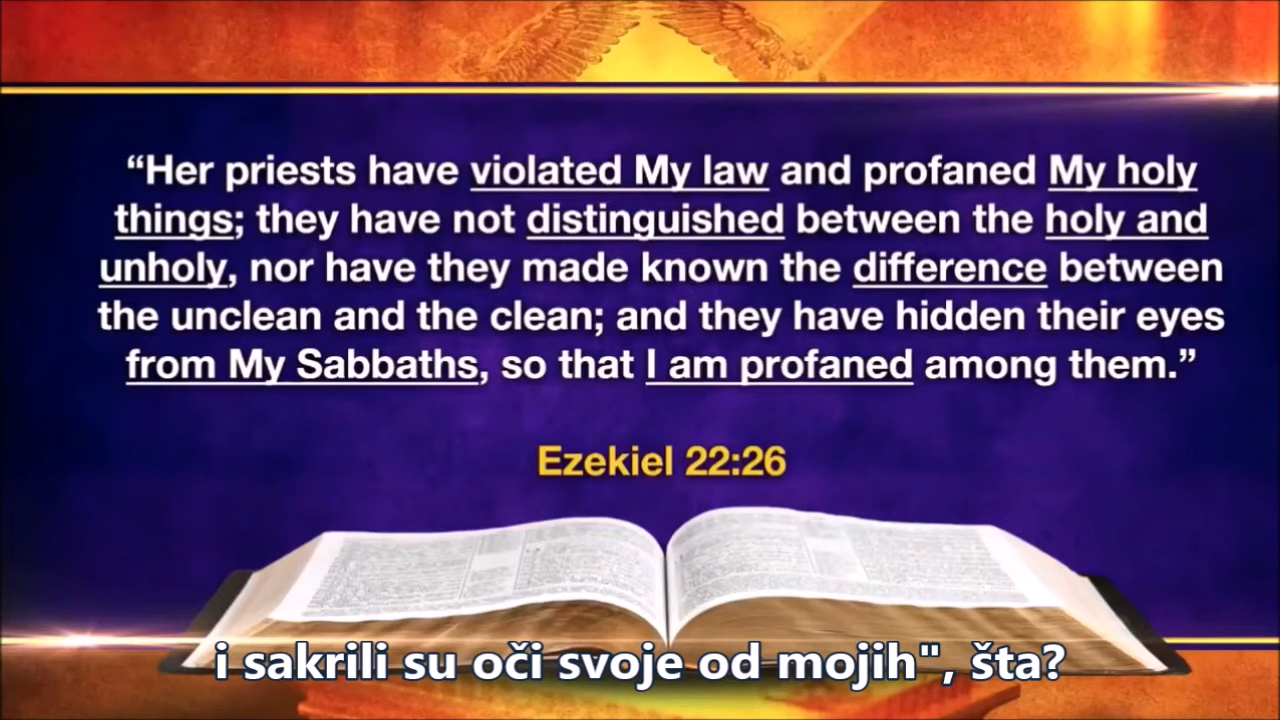 “Her priests have violated My law and profaned My holy
things; they have not distinguished between the holy and
unholy, nor have they made known the difference between
the unclean and the clean; and they have hidden their eyes
from My Sabbaths, so that I am profaned among them.”
Ezekiel 22:26
i sakrili su oči svoje od mojih", šta?